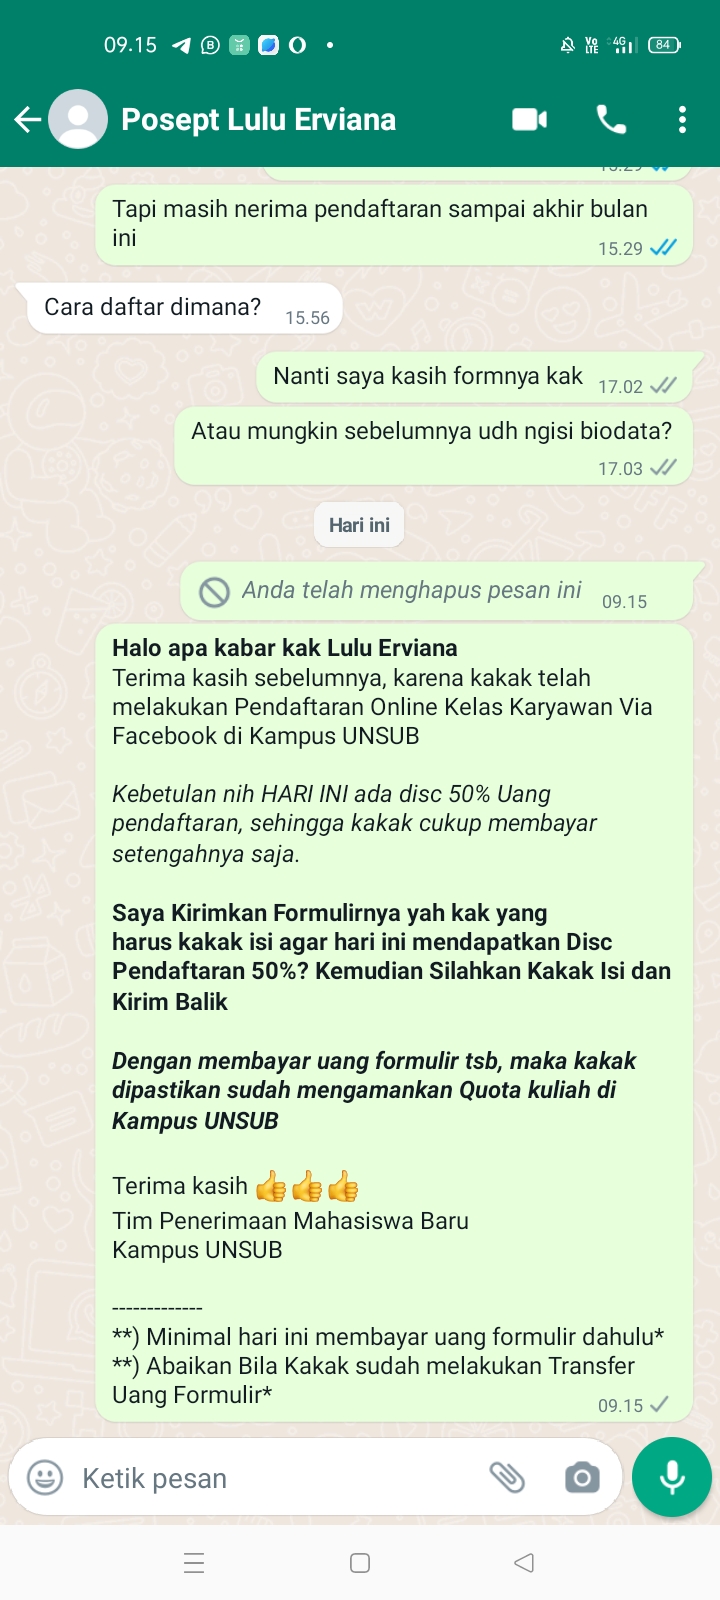 09.15
Vo LTE 4G 84
Posept Lulu Erviana
15.29
Tapi masih nerima pendaftaran sampai akhir bulan
ini
15.29
Cara daftar dimana?
15.56
Nanti saya kasih formnya kak
17.02
Atau mungkin sebelumnya udh ngisi biodata?
17.03
Hari ini
Anda telah menghapus pesan ini
09.15
Halo apa kabar kak Lulu Erviana
Terima kasih sebelumnya, karena kakak telah
melakukan Pendaftaran Online Kelas Karyawan Via
Facebook di Kampus UNSUB
Kebetulan nih HARI INI ada disc 50% Uang
pendaftaran, sehingga kakak cukup membayar
setengahnya saja.
Saya Kirimkan Formulirnya yah kak yang
harus kakak isi agar hari ini mendapatkan Disc
Pendaftaran 50%? Kemudian Silahkan Kakak Isi dan
Kirim Balik
Dengan membayar uang formulir tsb, maka kakak
dipastikan sudah mengamankan Quota kuliah di
Kampus UNSUB
Terima kasih 👍👍👍
Tim Penerimaan Mahasiswa Baru
Kampus UNSUB
-------------
**) Minimal hari ini membayar uang formulir dahulu*
**) Abaikan Bila Kakak sudah melakukan Transfer
Uang Formulir*
09.15
Ketik pesan